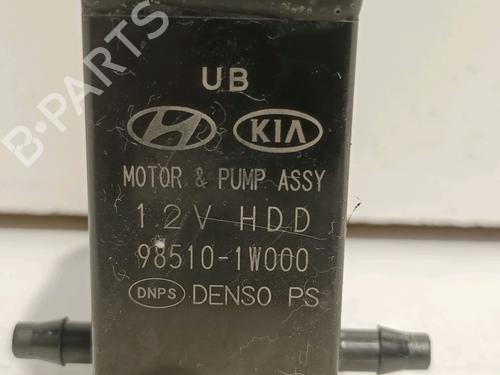 UB
H KIA
MOTOR & PUMP ASSY
12V HDD
98510-1W000
DNPS DENSO PS
B-PARTS